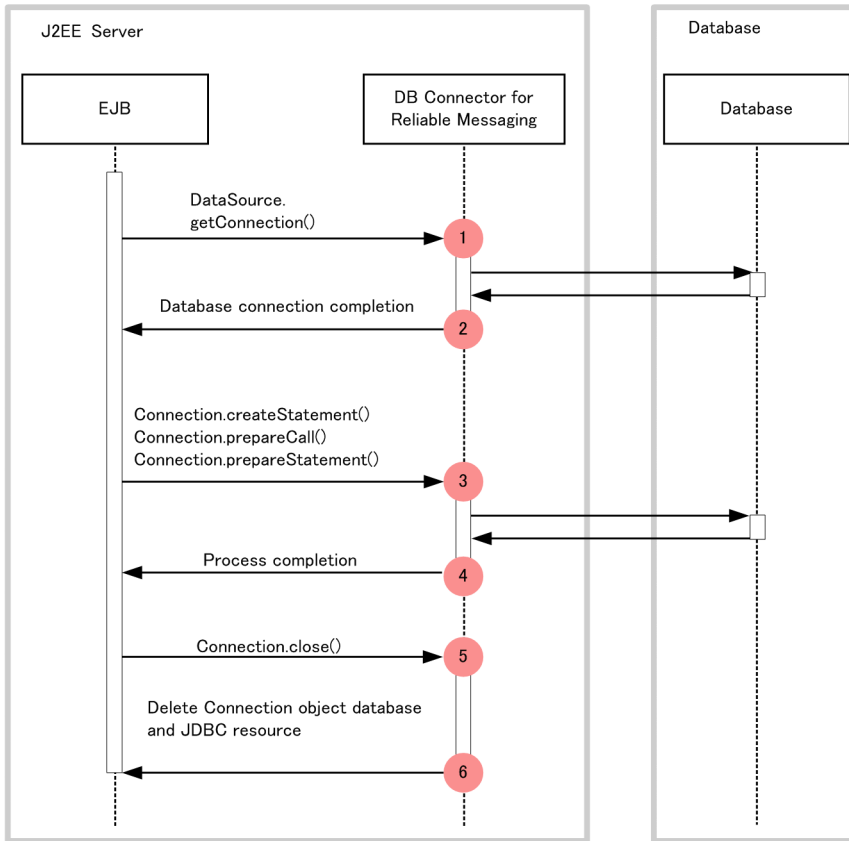 J2EE Server
Database
EJB
DB Connector for
Reliable Messaging
Database
DataSource.
getConnection()
1
Database connection completion
2
Connection.createStatement()
Connection.prepareCall()
Connection.prepareStatement()
3
Process completion
4
Connection.close()
5
Delete Connection object database
and JDBC resource
6